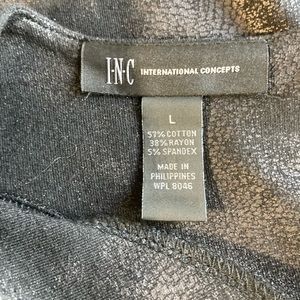 I·N·C INTERNATIONAL CONCEPTS
L
57% COTTON
38% RAYON
5% SPANDEX
MADE IN
PHILIPPINES
WPL 8046